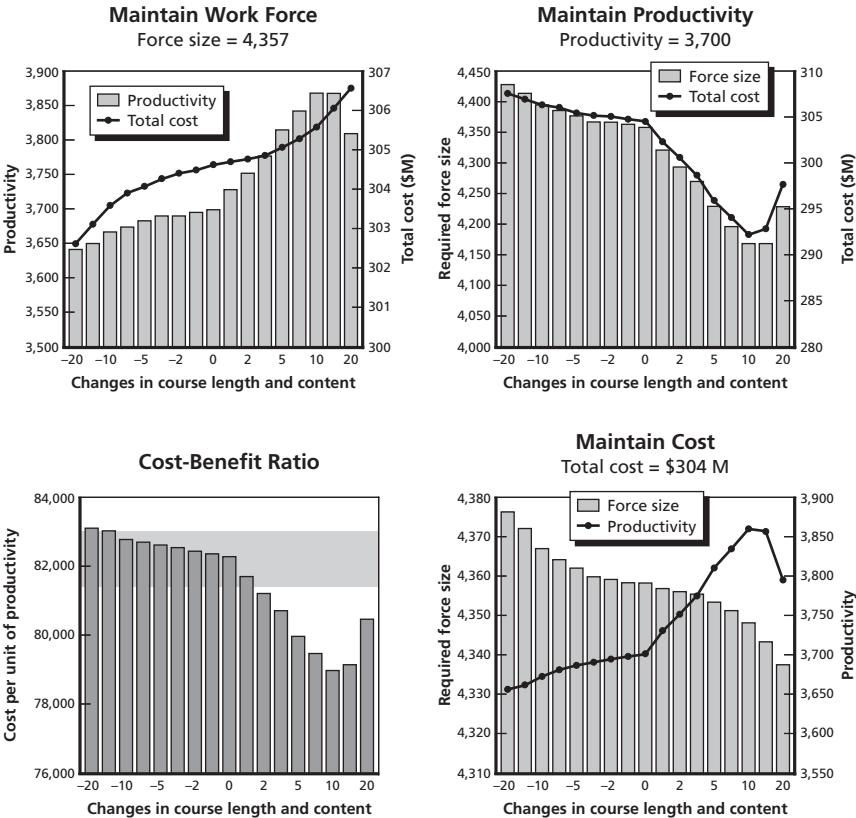 Maintain Work Force
Force size = 4,357
3,900
3,850
3,800
3,750
3,700
3,650
3,600
3,550
3,500
Productivity
Productivity
Total cost
307
306
305
304
303
302
301
300
Total cost ($M)
–20 –10 –5 –2 0 2 5 10 20
Changes in course length and content
Maintain Productivity
Productivity = 3,700
4,450
4,400
4,350
4,300
4,250
4,200
4,150
4,100
4,050
4,000
Required force size
Force size
Total cost
310
305
300
295
290
285
280
Total cost ($M)
–20 –10 –5 –2 0 2 5 10 20
Changes in course length and content
Cost-Benefit Ratio
84,000
82,000
80,000
78,000
76,000
Cost per unit of productivity
–20 –10 –5 –2 0 2 5 10 20
Changes in course length and content
Maintain Cost
Total cost = $304 M
4,380
4,370
4,360
4,350
4,340
4,330
4,320
4,310
Required force size
Force size
Productivity
3,900
3,850
3,800
3,750
3,700
3,650
3,600
3,550
Productivity
–20 –10 –5 –2 0 2 5 10 20
Changes in course length and content